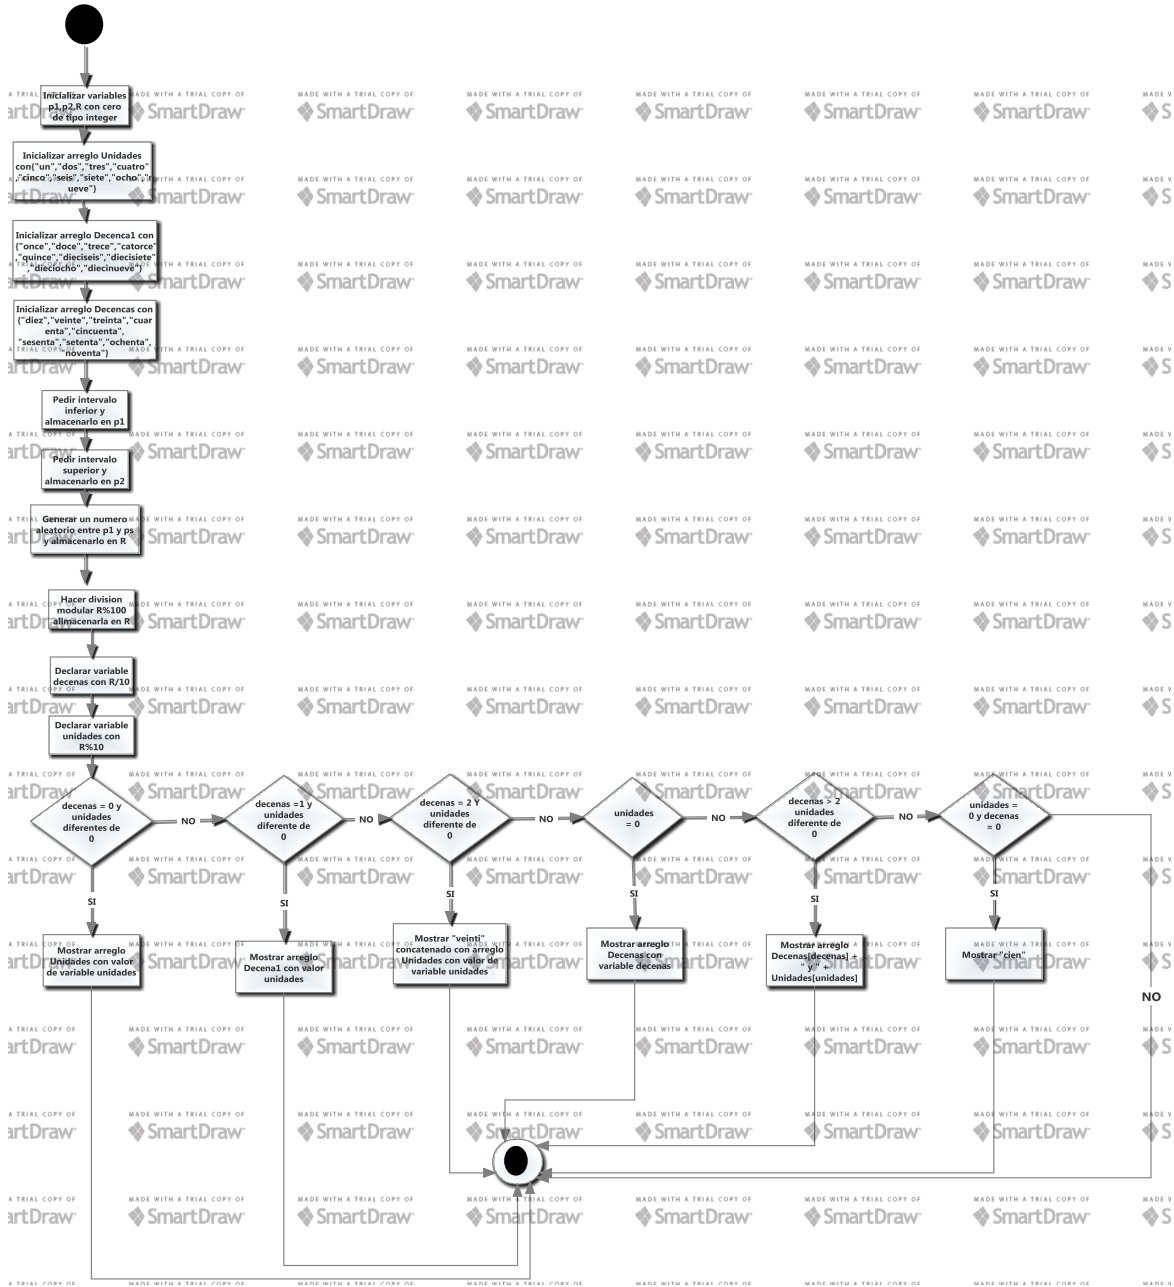 Inicializar variables
p1,p2,R con cero
de tipo integer
Inicializar arreglo Unidades
con{"un","dos","tres","cuatro"
,"cinco","seis","siete","ocho","n
ueve"}
Inicializar arreglo Decenca1 con
{"once","doce","trece","catorce"
,"quince","dieciseis","diecisiete"
,"dieciocho","diecinueve"}
Inicializar arreglo Decencas con
{"diez","veinte","treinta","cuar
enta","cincuenta",
"sesenta","setenta","ochenta",
"noventa"}
Pedir intervalo
inferior y
almacenarlo en p1
Pedir intervalo
superior y
almacenarlo en p2
Generar un numero
aleatorio entre p1 y ps
y almacenarlo en R
Hacer division
modular R%100
allmacenarla en R
Declarar variable
decenas con R/10
Declarar variable
unidades con
R%10
decenas = 0 y
unidades
diferentes de
0
NO
decenas =1 y
unidades
diferente de
0
NO
decenas = 2 Y
unidades
diferente de
0
NO
unidades
= 0
NO
decenas > 2
unidades
diferente de
0
NO
unidades =
0 y decenas
= 0
SI
SI
SI
SI
SI
SI
Mostrar arreglo
Unidades con valor
de variable unidades
Mostrar arreglo
Decena1 con valor
unidades
Mostrar "veinti"
concatenado con arreglo
Unidades con valor de
variable unidades
Mostrar arreglo
Decenas con
variable decenas
Mostrar arreglo
Decenas[decenas] +
" y " +
Unidades[unidades]
Mostrar "cien"
NO
MADE WITH A TRIAL COPY OF
SmartDraw